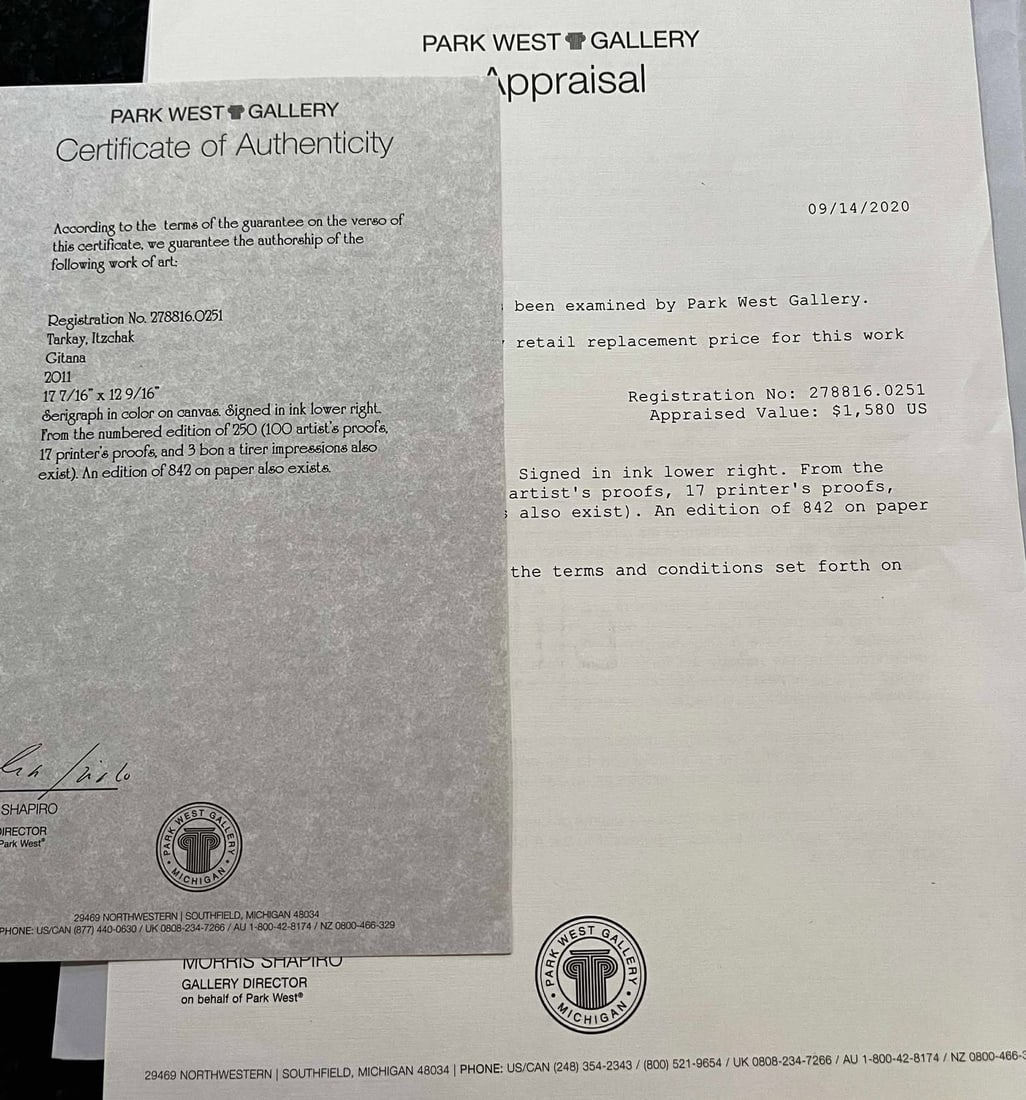 PARK WEST GALLERY
Appraisal
09/14/2020
been examined by Park West Gallery.
retail replacement price for this work
Registration No: 278816.0251
Appraised Value: $1,580 US
Signed in ink lower right. From the
artist's proofs, 17 printer's proofs,
also exist). An edition of 842 on paper
the terms and conditions set forth on
MORRIS SHAPIRO
GALLERY DIRECTOR
on behalf of Park West®
PARK WEST GALLERY • MICHIGAN •
29469 NORTHWESTERN | SOUTHFIELD, MICHIGAN 48034 | PHONE: US/CAN (248) 354-2343 / (800) 521-9654 / UK 0808-234-7266 / AU 1-800-42-8174 / NZ 0800-466-3
PARK WEST GALLERY
Certificate of Authenticity
According to the terms of the guarantee on the verso of
this certificate, we guarantee the authorship of the
following work of art:
Registration No. 278816.0251
Tarkay, Itzchak
Gitana
2011
17 7/16" x 12 9/16"
Serigraph in color on canvas. Signed in ink lower right.
From the numbered edition of 250 (100 artist's proofs,
17 printer's proofs, and 3 bon a tirer impressions also
exist). An edition of 842 on paper also exists.
SHAPIRO
DIRECTOR
Park West®
PARK WEST GALLERY • MICHIGAN •
29469 NORTHWESTERN | SOUTHFIELD, MICHIGAN 48034
PHONE: US/CAN (877) 440-0630 / UK 0808-234-7266 / AU 1-800-42-8174 / NZ 0800-466-329